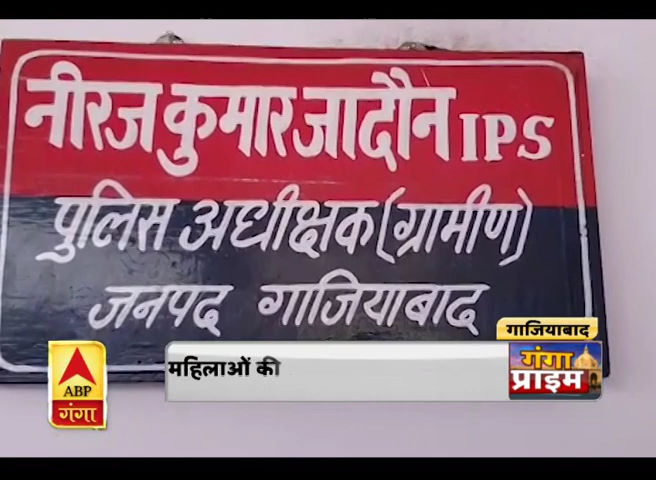 नीरज कुमार जादौन IPS
पुलिस अधीक्षक (ग्रामीण)
जनपद गाजियाबाद
गाजियाबाद
महिलाओं की
गंगा
प्राइम
ABP
गंगा